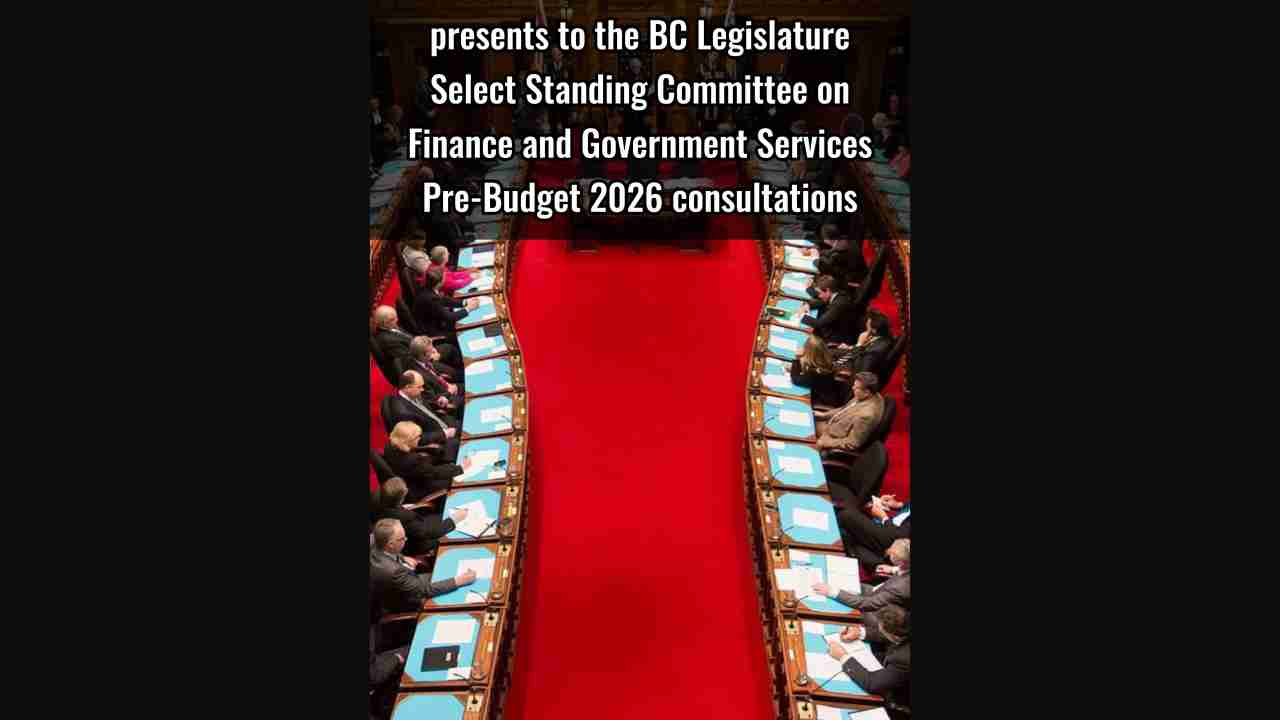 presents to the BC Legislature
Select Standing Committee on
Finance and Government Services
Pre-Budget 2026 consultations